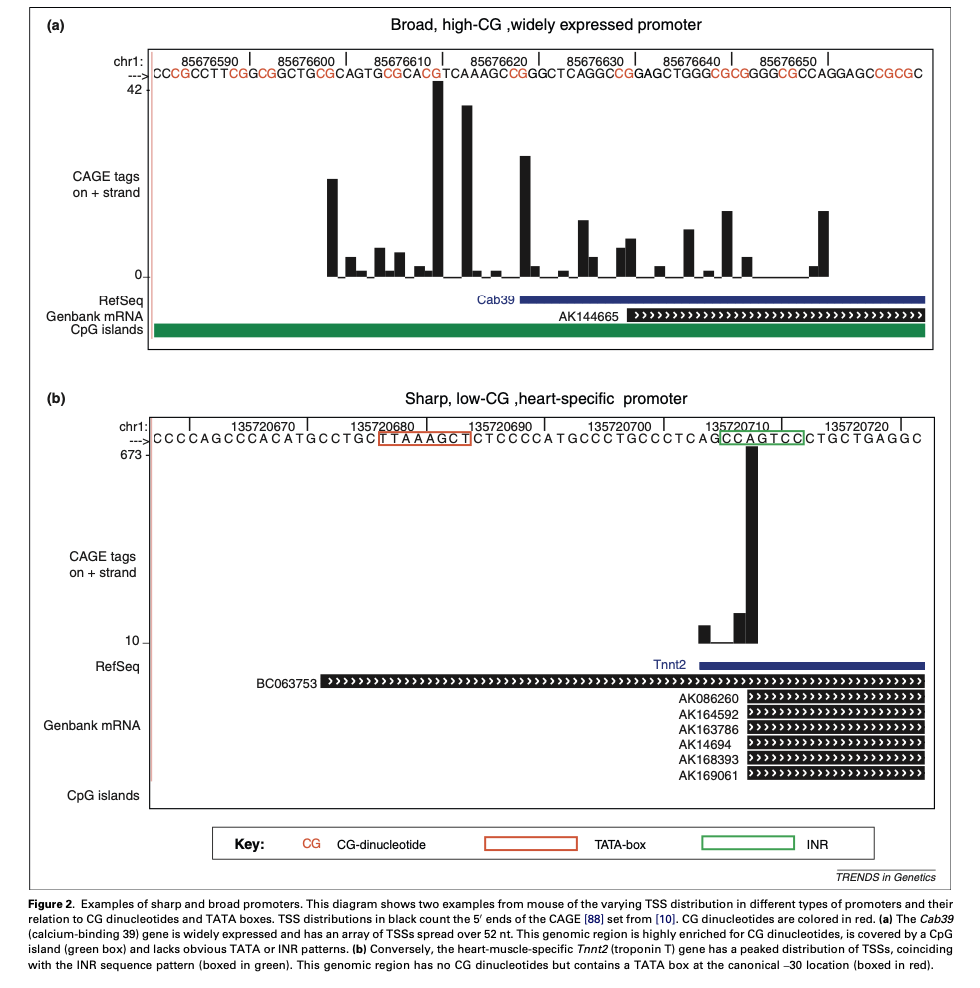 (a)
Broad, high-CG ,widely expressed promoter
chr1: 85676590 85676600 85676610 85676620 85676630 85676640 85676650
---> CCCGCCTTCGGCGGCTGCGCAGTGCGCACGTCAAAGCCGGGCTCAGGCCGGAGCTGGGCGCGGGGCGCCAGGAGCCGCGC
42
CAGE tags
on + strand
0
RefSeq Cab39
Genbank mRNA AK144665
CpG islands
(b)
Sharp, low-CG ,heart-specific promoter
chr1: 135720670 135720680 135720690 135720700 135720710 135720720
---> CCCCAGCCCACATGCCTGCTTAAAGCTCTCCCCATGCCCTGCCCTCAGCCAGTCCCTGCTGAGGC
673
CAGE tags
on + strand
10
RefSeq Tnnt2
BC063753
AK086260
AK164592
Genbank mRNA AK163786
AK14694
AK168393
AK169061
CpG islands
Key: CG CG-dinucleotide TATA-box INR
TRENDS in Genetics
Figure 2. Examples of sharp and broad promoters. This diagram shows two examples from mouse of the varying TSS distribution in different types of promoters and their
relation to CG dinucleotides and TATA boxes. TSS distributions in black count the 5′ ends of the CAGE [88] set from [10]. CG dinucleotides are colored in red. (a) The Cab39
(calcium-binding 39) gene is widely expressed and has an array of TSSs spread over 52 nt. This genomic region is highly enriched for CG dinucleotides, is covered by a CpG
island (green box) and lacks obvious TATA or INR patterns. (b) Conversely, the heart-muscle-specific Tnnt2 (troponin T) gene has a peaked distribution of TSSs, coinciding
with the INR sequence pattern (boxed in green). This genomic region has no CG dinucleotides but contains a TATA box at the canonical –30 location (boxed in red).